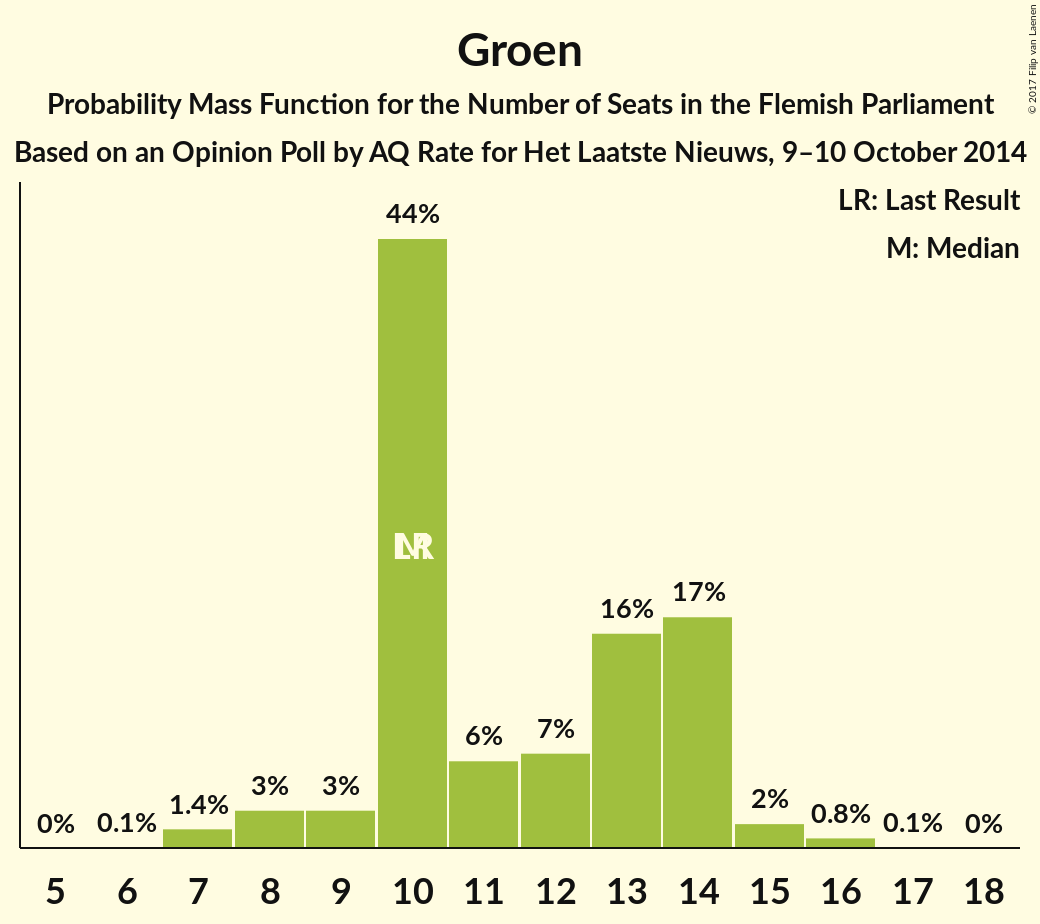 Groen
Probability Mass Function for the Number of Seats in the Flemish Parliament
Based on an Opinion Poll by AQ Rate for Het Laatste Nieuws, 9–10 October 2014
© 2017 Filip van Laenen
LR: Last Result
M: Median
0% 0.1% 1.4% 3% 3% 44% 6% 7% 16% 17% 2% 0.8% 0.1% 0%
LR M
5 6 7 8 9 10 11 12 13 14 15 16 17 18